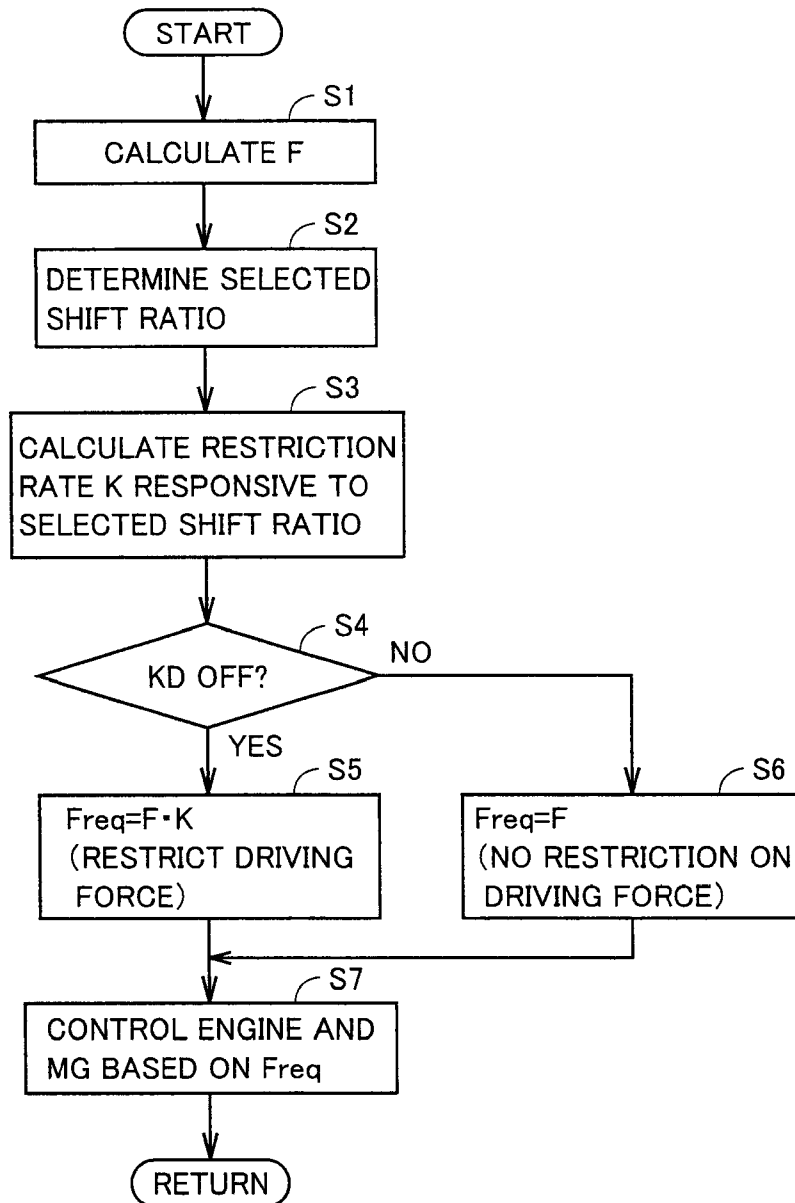 START
S1
CALCULATE F
S2
DETERMINE SELECTED
SHIFT RATIO
S3
CALCULATE RESTRICTION
RATE K RESPONSIVE TO
SELECTED SHIFT RATIO
S4
KD OFF?
NO
YES
S5
Freq=F·K
(RESTRICT DRIVING
FORCE)
S6
Freq=F
(NO RESTRICTION ON
DRIVING FORCE)
S7
CONTROL ENGINE AND
MG BASED ON Freq
RETURN